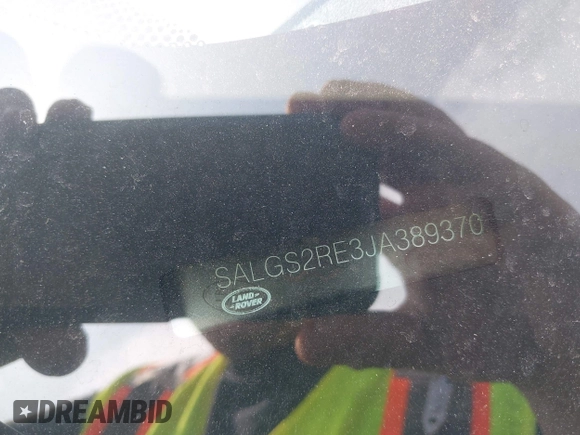 SALGS2RE3JA389370
LAND-
-ROVER
DREAMBID